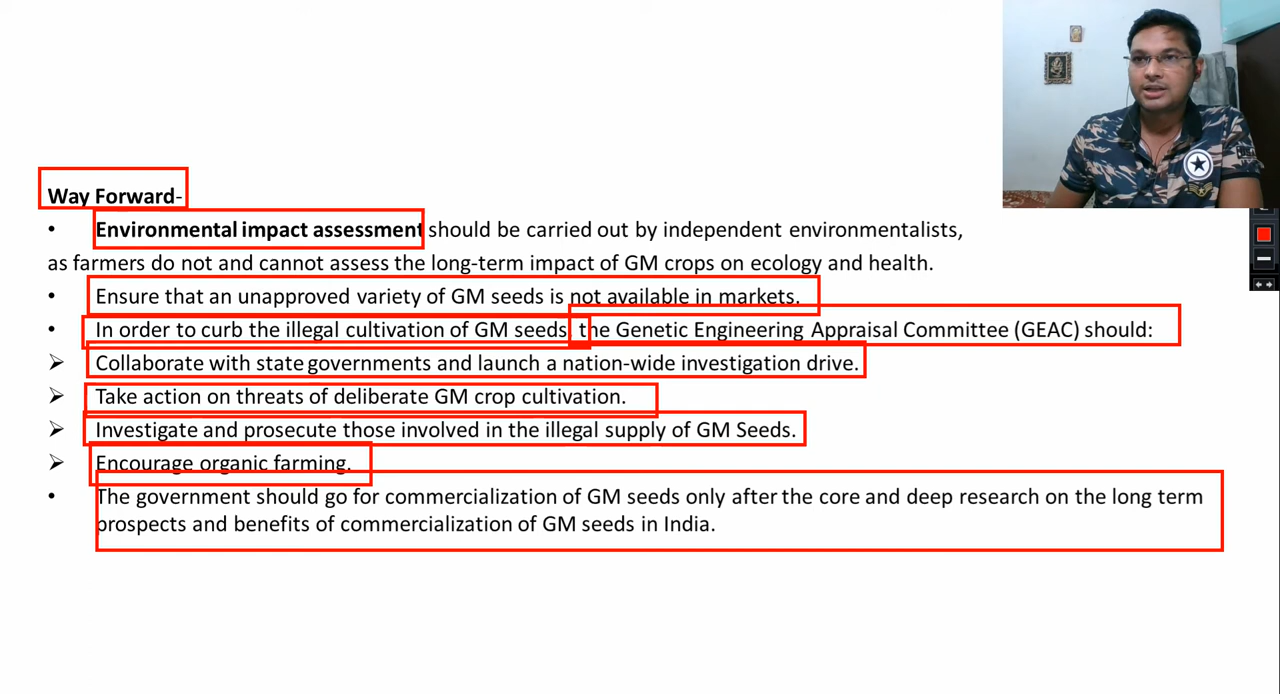 Way Forward-
• Environmental impact assessment should be carried out by independent environmentalists,
as farmers do not and cannot assess the long-term impact of GM crops on ecology and health.
• Ensure that an unapproved variety of GM seeds is not available in markets.
• In order to curb the illegal cultivation of GM seeds, the Genetic Engineering Appraisal Committee (GEAC) should:
➢ Collaborate with state governments and launch a nation-wide investigation drive.
➢ Take action on threats of deliberate GM crop cultivation.
➢ Investigate and prosecute those involved in the illegal supply of GM Seeds.
➢ Encourage organic farming.
• The government should go for commercialization of GM seeds only after the core and deep research on the long term
prospects and benefits of commercialization of GM seeds in India.